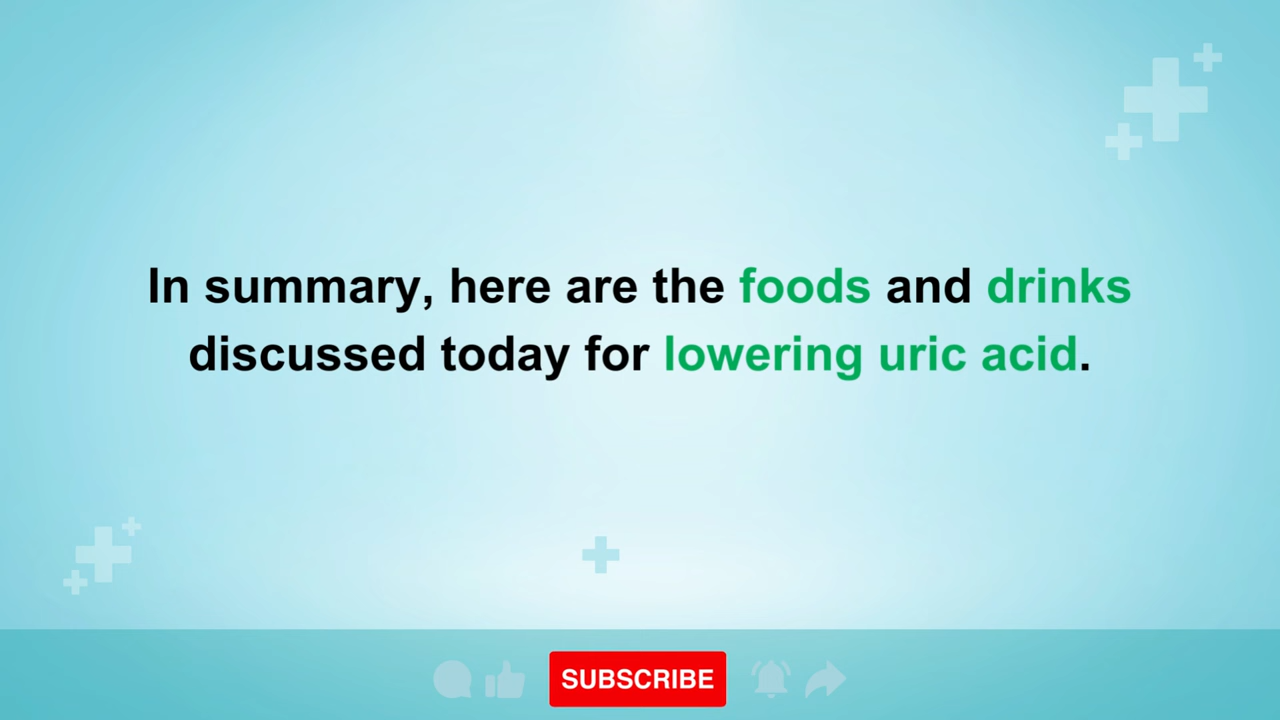 In summary, here are the foods and drinks
discussed today for lowering uric acid.
SUBSCRIBE